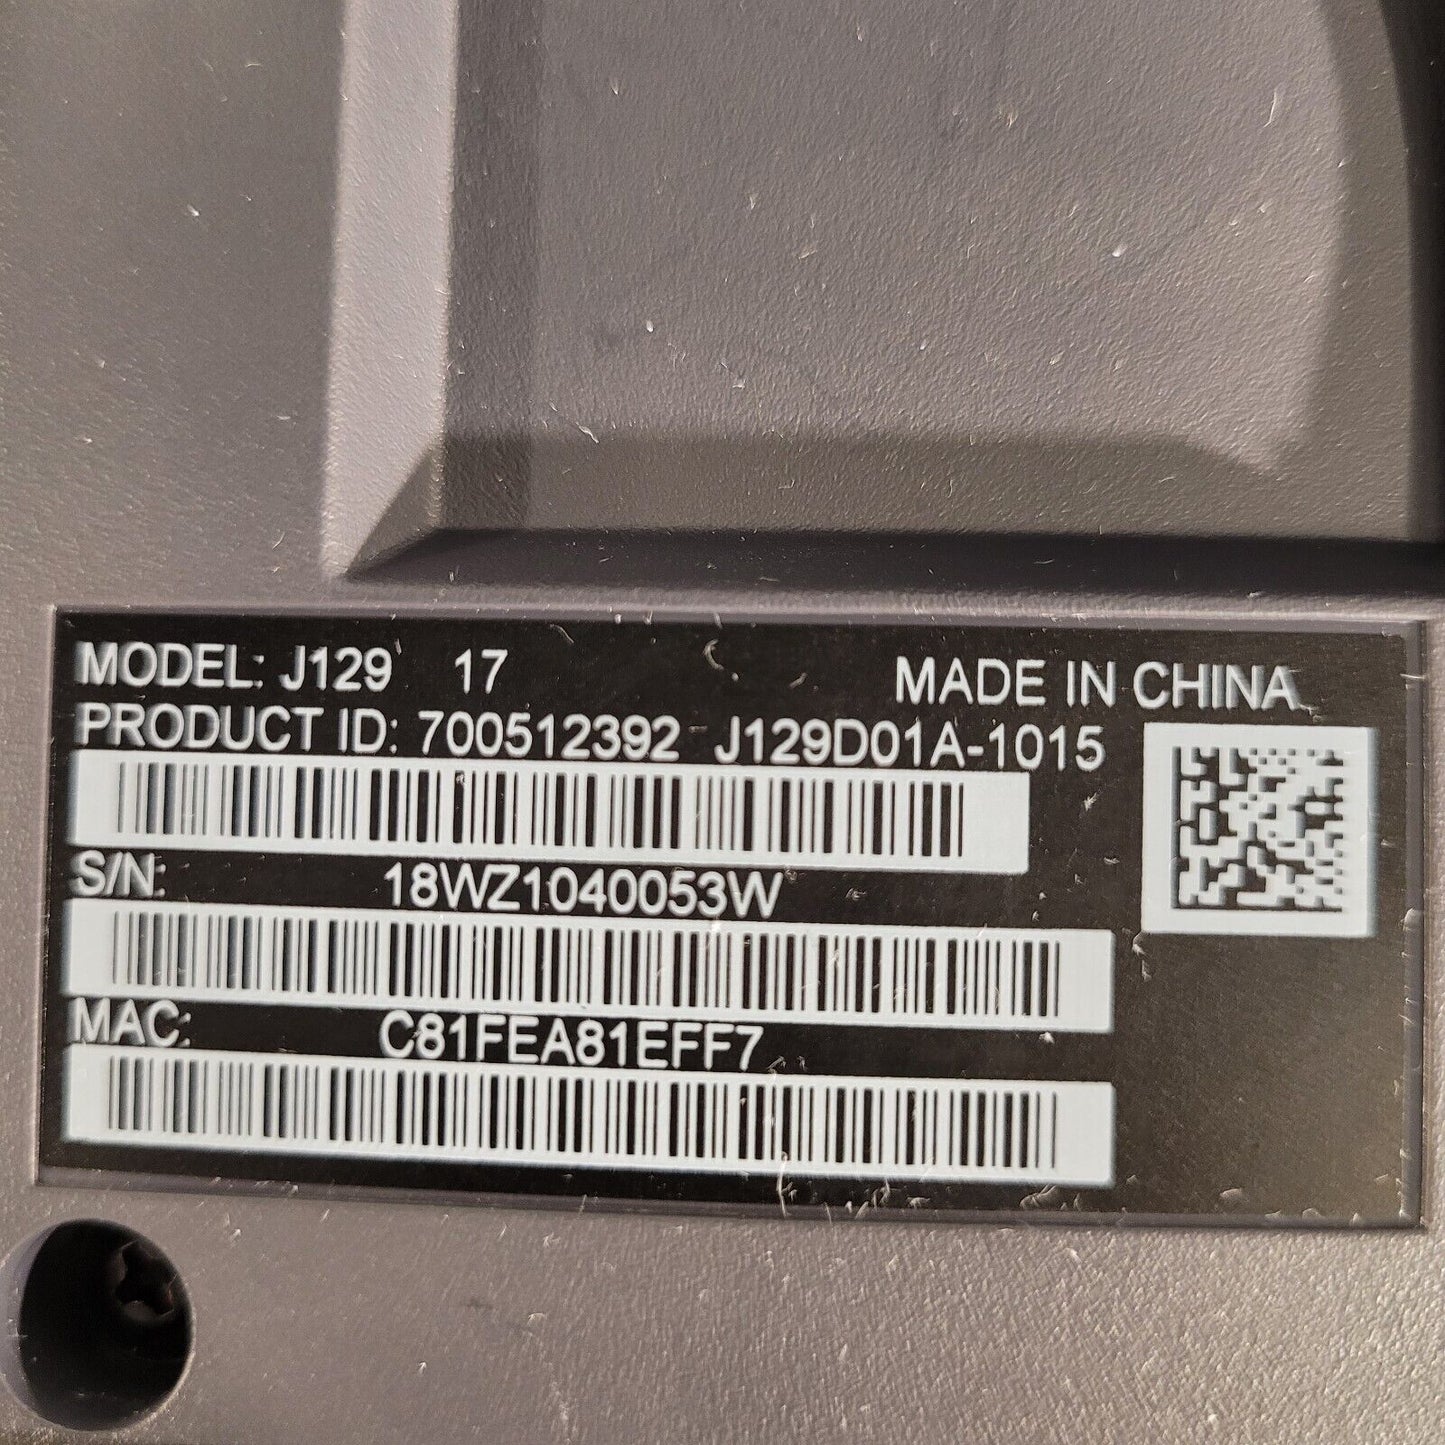 MODEL: J129 17 MADE IN CHINA
PRODUCT ID: 700512392 J129D01A-1015
S/N: 18WZ1040053W
MAC: C81FEA81EFF7